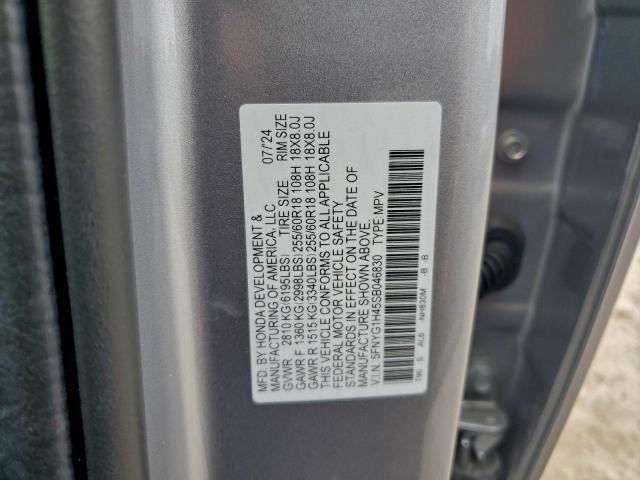 MFD. BY HONDA DEVELOPMENT & 07/'24
MANUFACTURING OF AMERICA, LLC
GVWR 2810 KG(6195LBS) TIRE SIZE RIM SIZE
GAWR F 1360 KG(2998LBS)255/60R18 108H 18X8.0J
GAWR R 1515 KG(3340LBS)255/60R18 108H 18X8.0J
THIS VEHICLE CONFORMS TO ALL APPLICABLE
FEDERAL MOTOR VEHICLE SAFETY
STANDARDS IN EFFECT ON THE DATE OF
MANUFACTURE SHOWN ABOVE.
V.I.N. 5FNYG1H45SB046830 TYPE:MPV
T90 S AL6 -NH830M -B -B